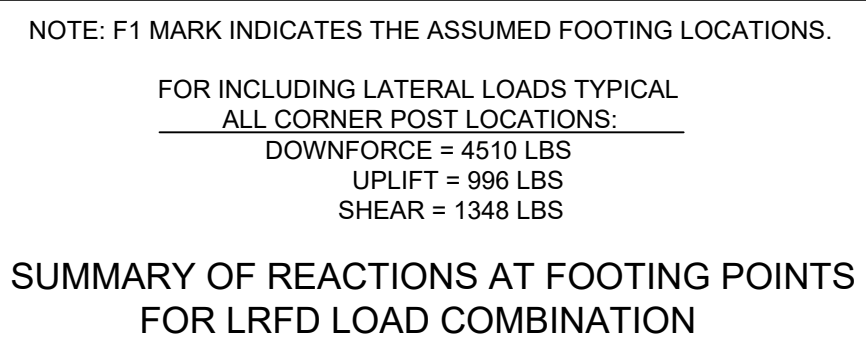 NOTE: F1 MARK INDICATES THE ASSUMED FOOTING LOCATIONS.
FOR INCLUDING LATERAL LOADS TYPICAL
ALL CORNER POST LOCATIONS:
DOWNFORCE = 4510 LBS
UPLIFT = 996 LBS
SHEAR = 1348 LBS
SUMMARY OF REACTIONS AT FOOTING POINTS
FOR LRFD LOAD COMBINATION